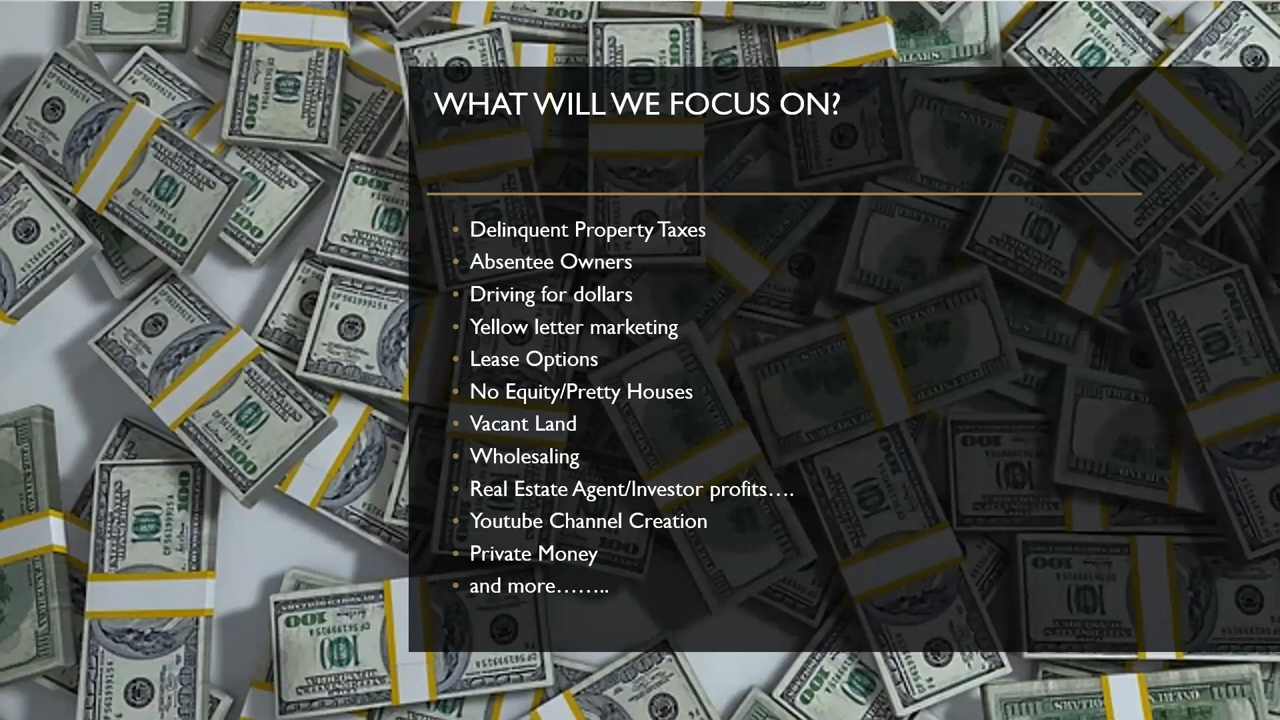 WHAT WILL WE FOCUS ON?
Delinquent Property Taxes
Absentee Owners
Driving for dollars
Yellow letter marketing
Lease Options
No Equity/Pretty Houses
Vacant Land
Wholesaling
Real Estate Agent/Investor profits....
Youtube Channel Creation
Private Money
and more........